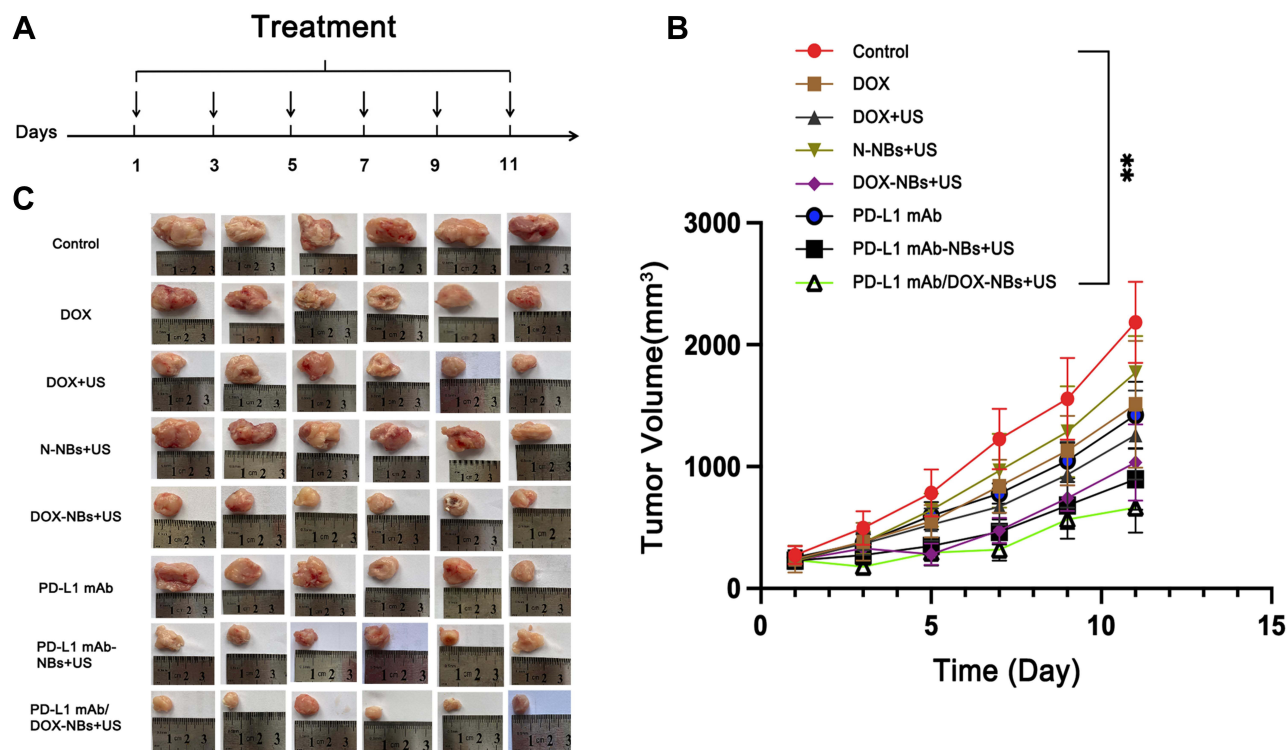 A
Treatment
Days
1 3 5 7 9 11
B
Control
DOX
DOX+US
N-NBs+US
DOX-NBs+US
PD-L1 mAb
PD-L1 mAb-NBs+US
PD-L1 mAb/DOX-NBs+US
**
Tumor Volume(mm³)
3000
2000
1000
0
0 5 10 15
Time (Day)
C
Control
DOX
DOX+US
N-NBs+US
DOX-NBs+US
PD-L1 mAb
PD-L1 mAb-
NBs+US
PD-L1 mAb/
DOX-NBs+US